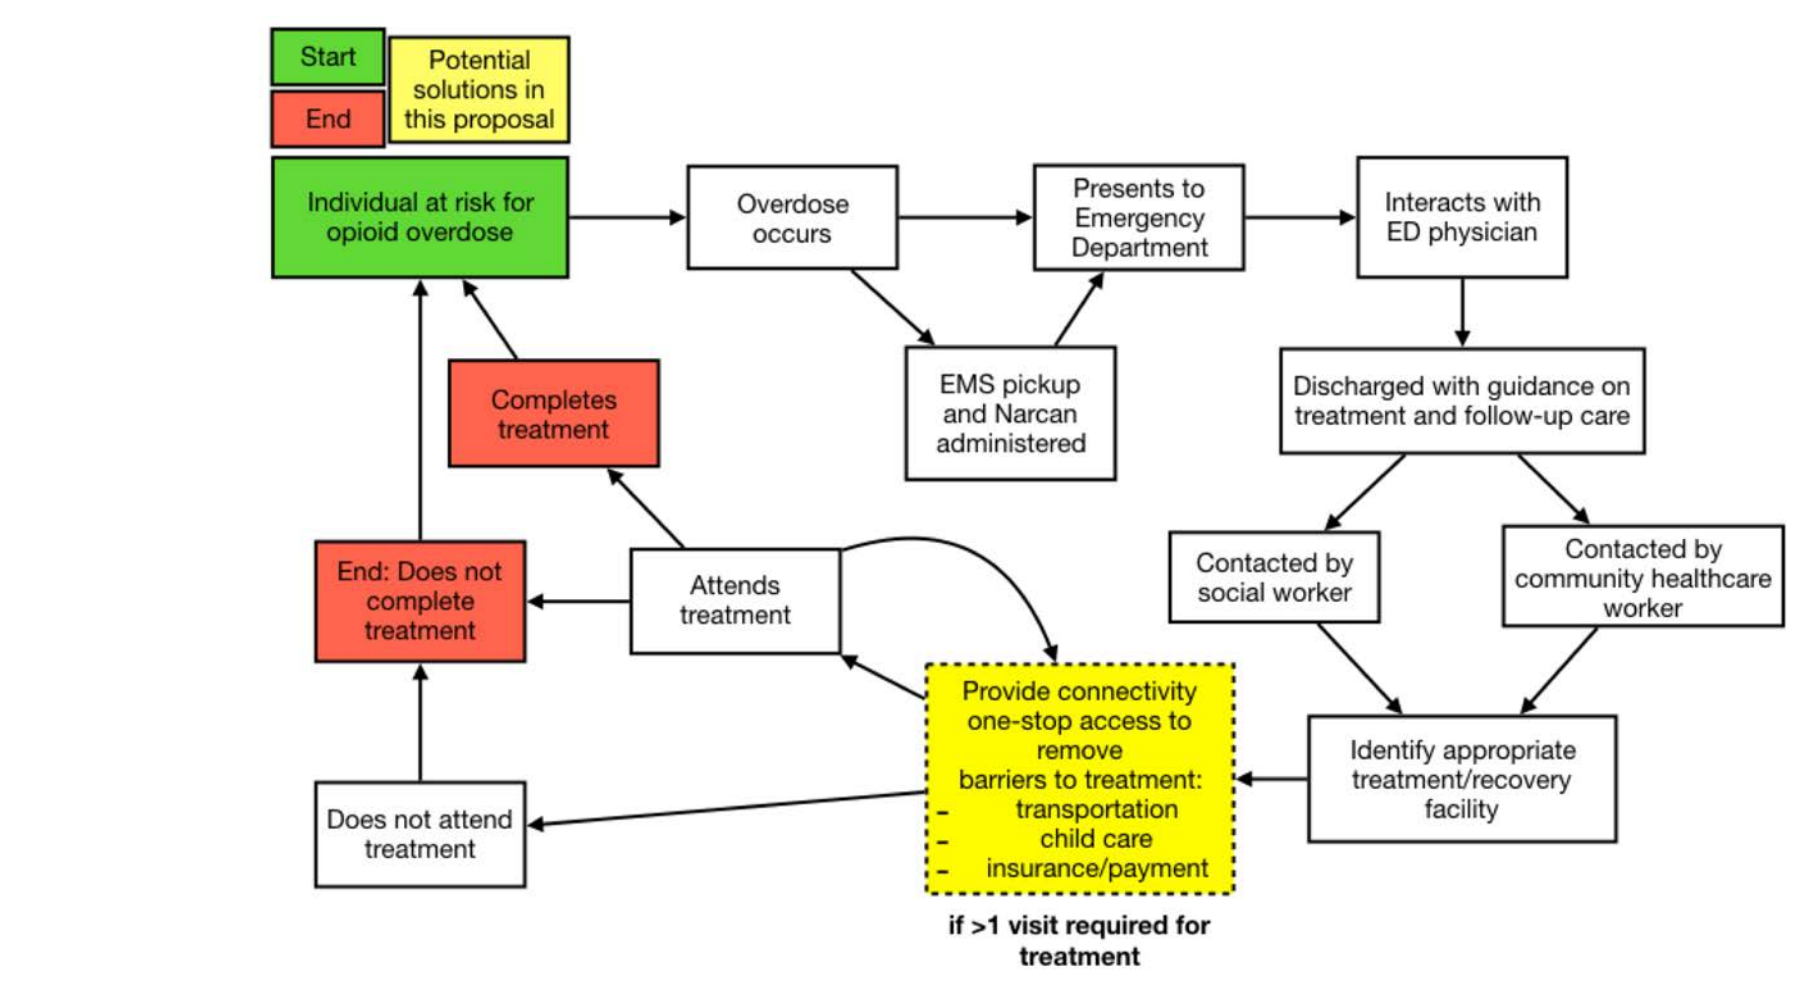 Start
End
Potential
solutions in
this proposal
Individual at risk for
opioid overdose
Overdose
occurs
Presents to
Emergency
Department
Interacts with
ED physician
EMS pickup
and Narcan
administered
Discharged with guidance on
treatment and follow-up care
Completes
treatment
Contacted by
social worker
Contacted by
community healthcare
worker
End: Does not
complete
treatment
Attends
treatment
Provide connectivity
one-stop access to
remove
barriers to treatment:
- transportation
- child care
- insurance/payment
Identify appropriate
treatment/recovery
facility
Does not attend
treatment
if >1 visit required for
treatment